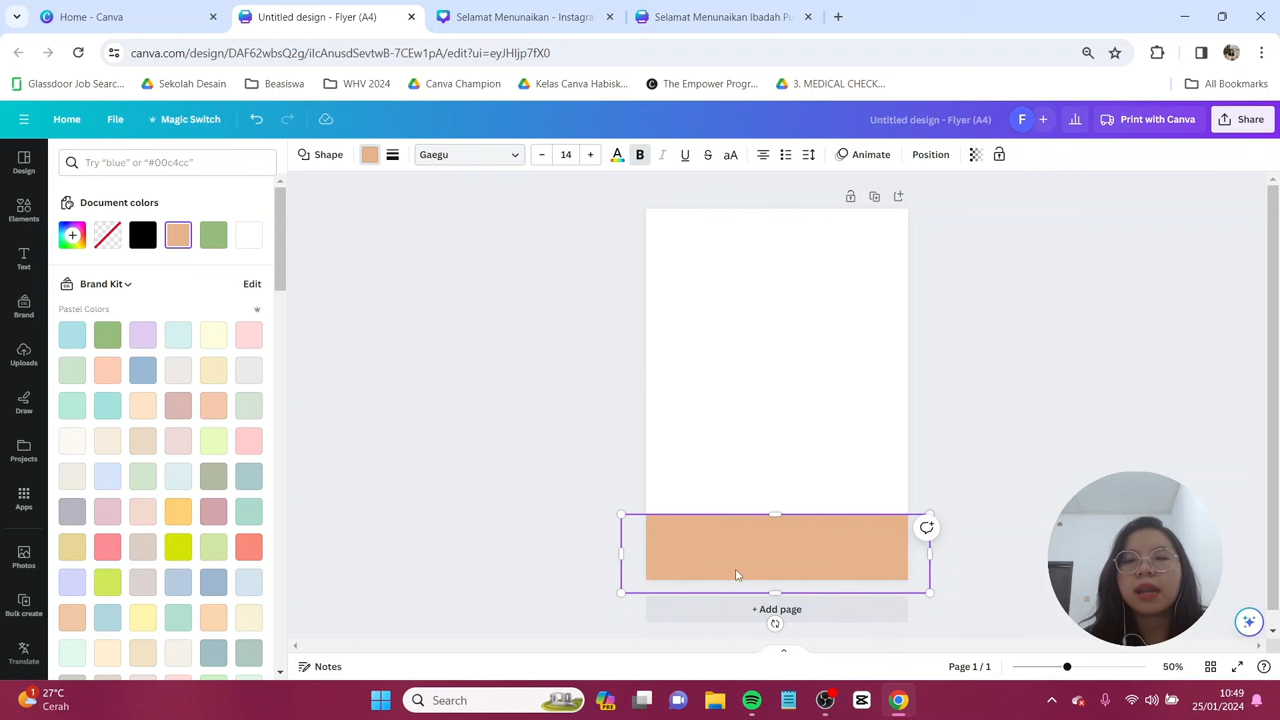 Home - Canva
Untitled design - Flyer (A4)
Selamat Menunaikan - Instagra
Selamat Menunaikan Ibadah Pu
canva.com/design/DAF62wbsQ2g/iIcAnusdSevtwB-7CEw1pA/edit?ui=eyJHIjp7fX0
Glassdoor Job Searc...
Sekolah Desain
Beasiswa
WHV 2024
Canva Champion
Kelas Canva Habisk...
The Empower Progr...
3. MEDICAL CHECK...
All Bookmarks
Home
File
Magic Switch
Untitled design - Flyer (A4)
F
Print with Canva
Share
Try “blue” or “#00c4cc”
Shape
Gaegu
14
B
I
U
S
aA
Animate
Position
Design
Elements
Text
Brand
Uploads
Draw
Projects
Apps
Photos
Bulk create
Translate
Document colors
Brand Kit
Edit
Pastel Colors
+ Add page
Notes
Page 1 / 1
50%
1
27°C
Cerah
Search
10:49
25/01/2024